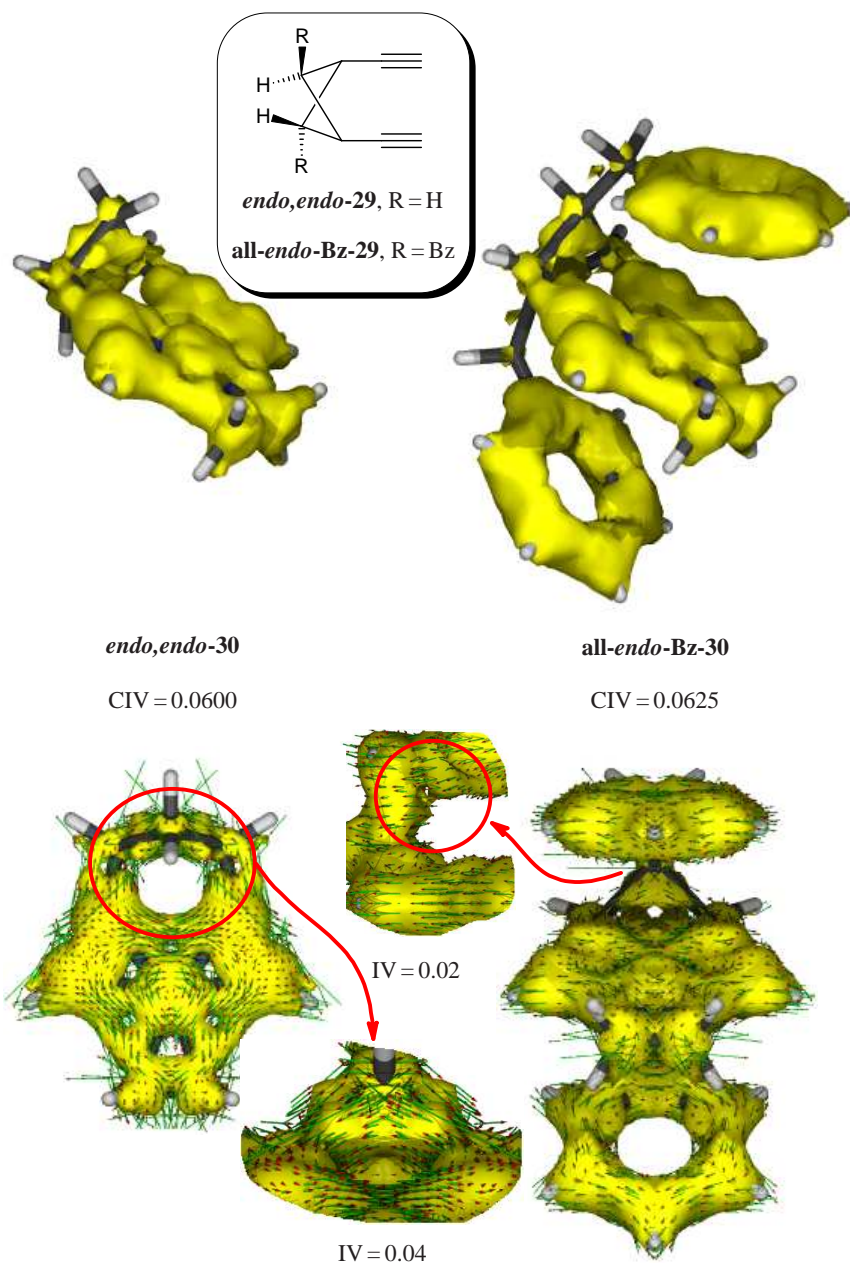 R
H
H
R
endo,endo-29, R = H
all-endo-Bz-29, R = Bz
endo,endo-30
all-endo-Bz-30
CIV = 0.0600
CIV = 0.0625
IV = 0.02
IV = 0.04